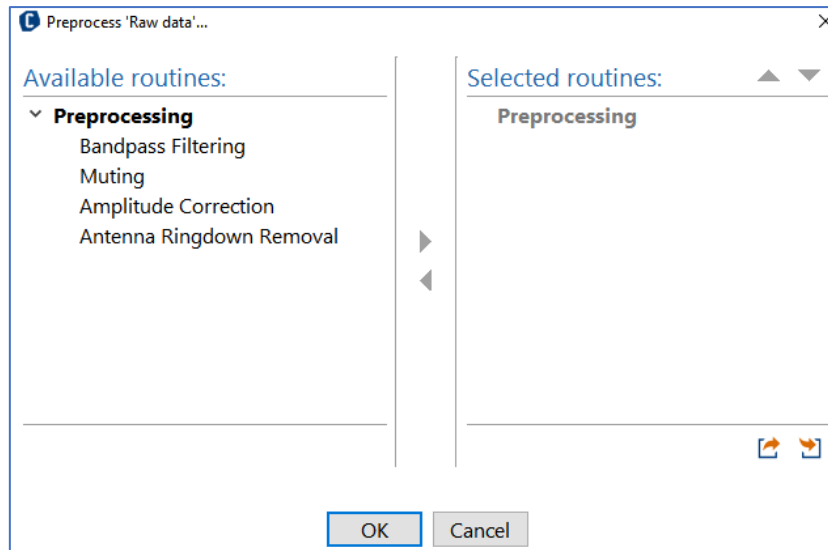 Preprocess 'Raw data'...
Available routines:
Preprocessing
Bandpass Filtering
Muting
Amplitude Correction
Antenna Ringdown Removal
Selected routines:
Preprocessing
OK
Cancel